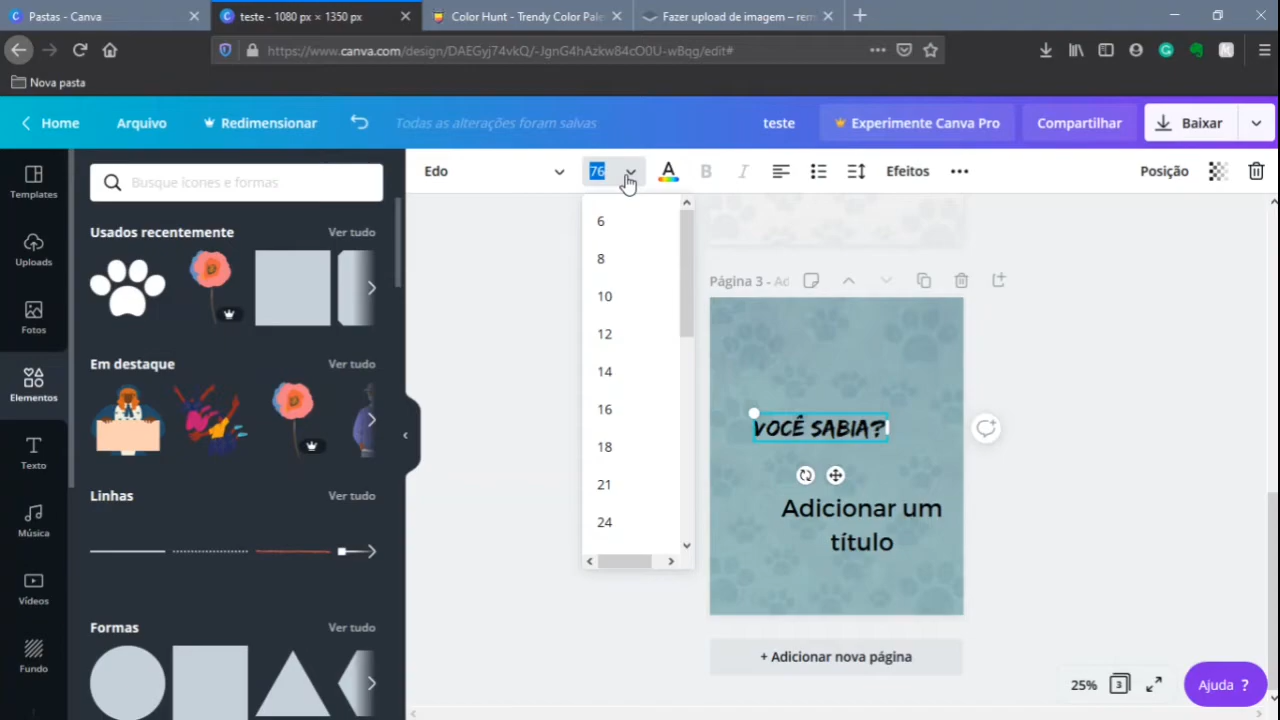 Pastas - Canva
teste - 1080 px × 1350 px
Color Hunt - Trendy Color Pale
Fazer upload de imagem – rem
https://www.canva.com/design/DAEGyj74vkQ/-JgnG4hAzkw84cO0U-wBqg/edit#
Nova pasta
Home
Arquivo
Redimensionar
Todas as alterações foram salvas
teste
Experimente Canva Pro
Compartilhar
Baixar
Templates
Uploads
Fotos
Elementos
Texto
Música
Vídeos
Fundo
Busque ícones e formas
Usados recentemente
Ver tudo
Em destaque
Ver tudo
Linhas
Ver tudo
Formas
Ver tudo
Edo
76
A
B
I
Efeitos
Posição
6
8
10
12
14
16
18
21
24
Página 3 - Ad
VOCÊ SABIA?
Adicionar um
título
+ Adicionar nova página
25%
3
Ajuda ?